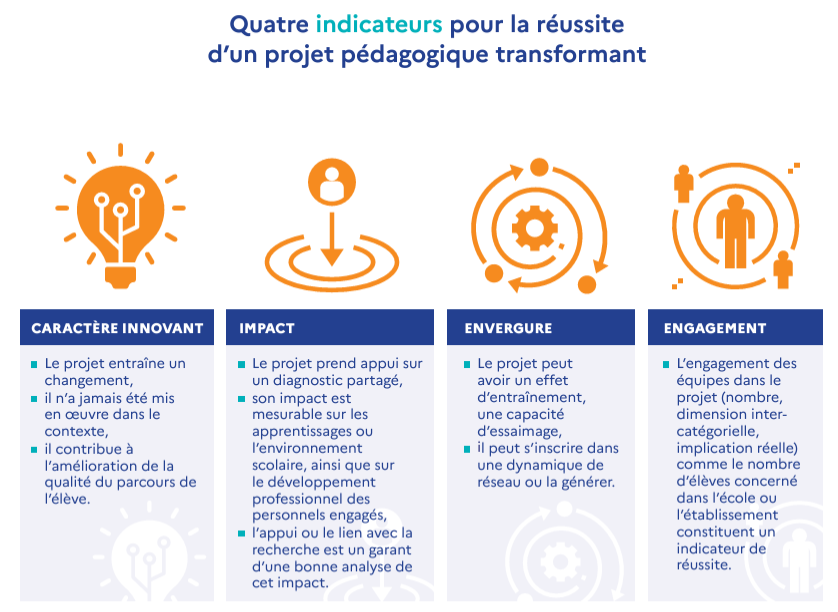 Quatre indicateurs pour la réussite
d’un projet pédagogique transformant
CARACTÈRE INNOVANT
Le projet entraîne un
changement,
il n’a jamais été mis
en œuvre dans le
contexte,
il contribue à
l’amélioration de la
qualité du parcours de
l’élève.
IMPACT
Le projet prend appui sur
un diagnostic partagé,
son impact est
mesurable sur les
apprentissages ou
l’environnement
scolaire, ainsi que sur
le développement
professionnel des
personnels engagés,
l’appui ou le lien avec la
recherche est un garant
d’une bonne analyse de
cet impact.
ENVERGURE
Le projet peut
avoir un effet
d’entraînement,
une capacité
d’essaimage,
il peut s’inscrire dans
une dynamique de
réseau ou la générer.
ENGAGEMENT
L’engagement des
équipes dans le
projet (nombre,
dimension inter-
catégorielle,
implication réelle)
comme le nombre
d’élèves concerné
dans l’école ou
l’établissement
constituent un
indicateur de
réussite.